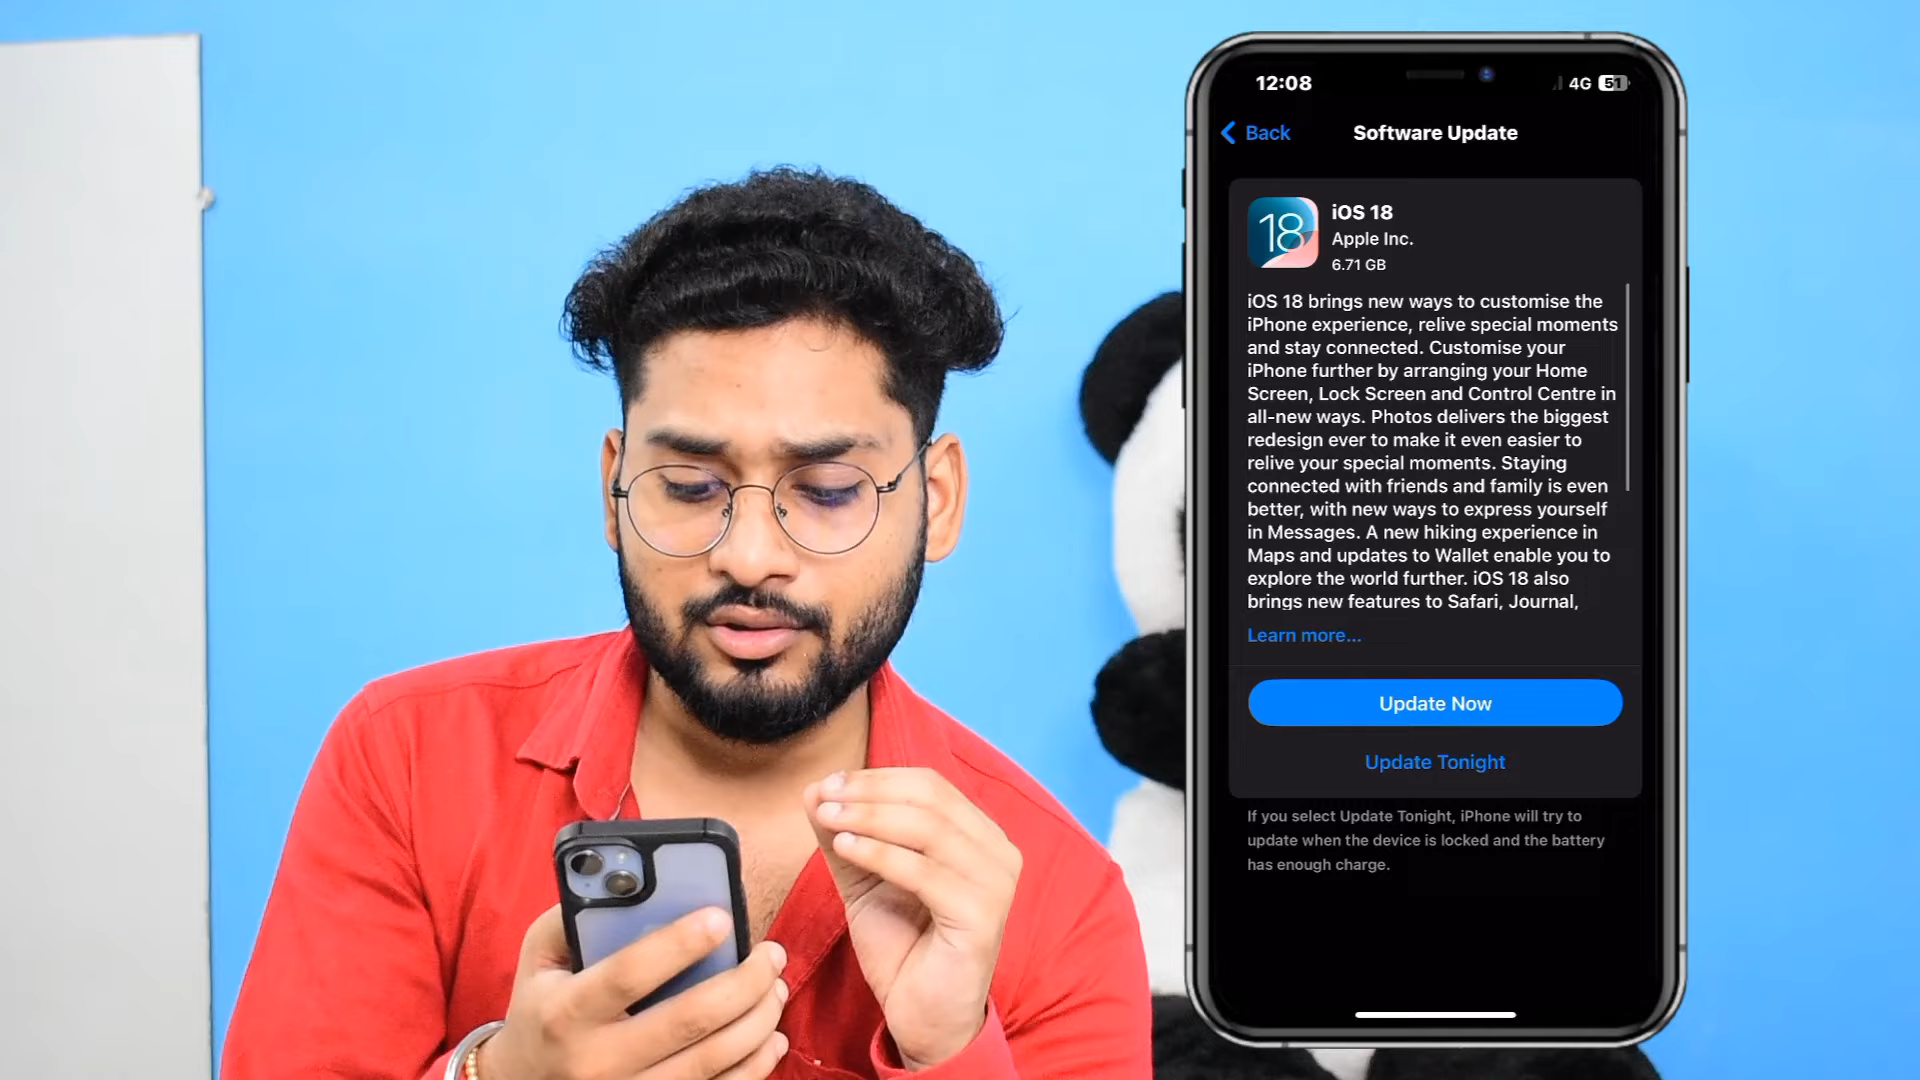 12:08
4G 51
Back
Software Update
18
iOS 18
Apple Inc.
6.71 GB
iOS 18 brings new ways to customise the
iPhone experience, relive special moments
and stay connected. Customise your
iPhone further by arranging your Home
Screen, Lock Screen and Control Centre in
all-new ways. Photos delivers the biggest
redesign ever to make it even easier to
relive your special moments. Staying
connected with friends and family is even
better, with new ways to express yourself
in Messages. A new hiking experience in
Maps and updates to Wallet enable you to
explore the world further. iOS 18 also
brings new features to Safari, Journal,
Learn more...
Update Now
Update Tonight
If you select Update Tonight, iPhone will try to
update when the device is locked and the battery
has enough charge.